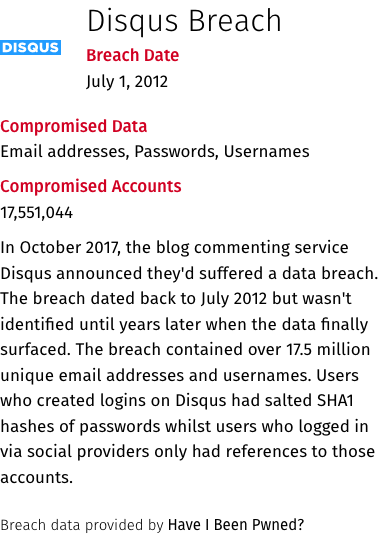 Disqus Breach
DISQUS
Breach Date
July 1, 2012
Compromised Data
Email addresses, Passwords, Usernames
Compromised Accounts
17,551,044
In October 2017, the blog commenting service
Disqus announced they'd suffered a data breach.
The breach dated back to July 2012 but wasn't
identified until years later when the data finally
surfaced. The breach contained over 17.5 million
unique email addresses and usernames. Users
who created logins on Disqus had salted SHA1
hashes of passwords whilst users who logged in
via social providers only had references to those
accounts.
Breach data provided by Have I Been Pwned?